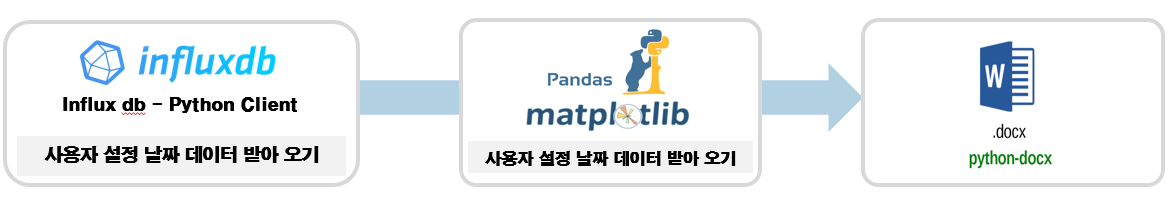 influxdb
Influx db – Python Client
사용자 설정 날짜 데이터 받아 오기
Pandas
matplotlib
사용자 설정 날짜 데이터 받아 오기
W
.docx
python-docx